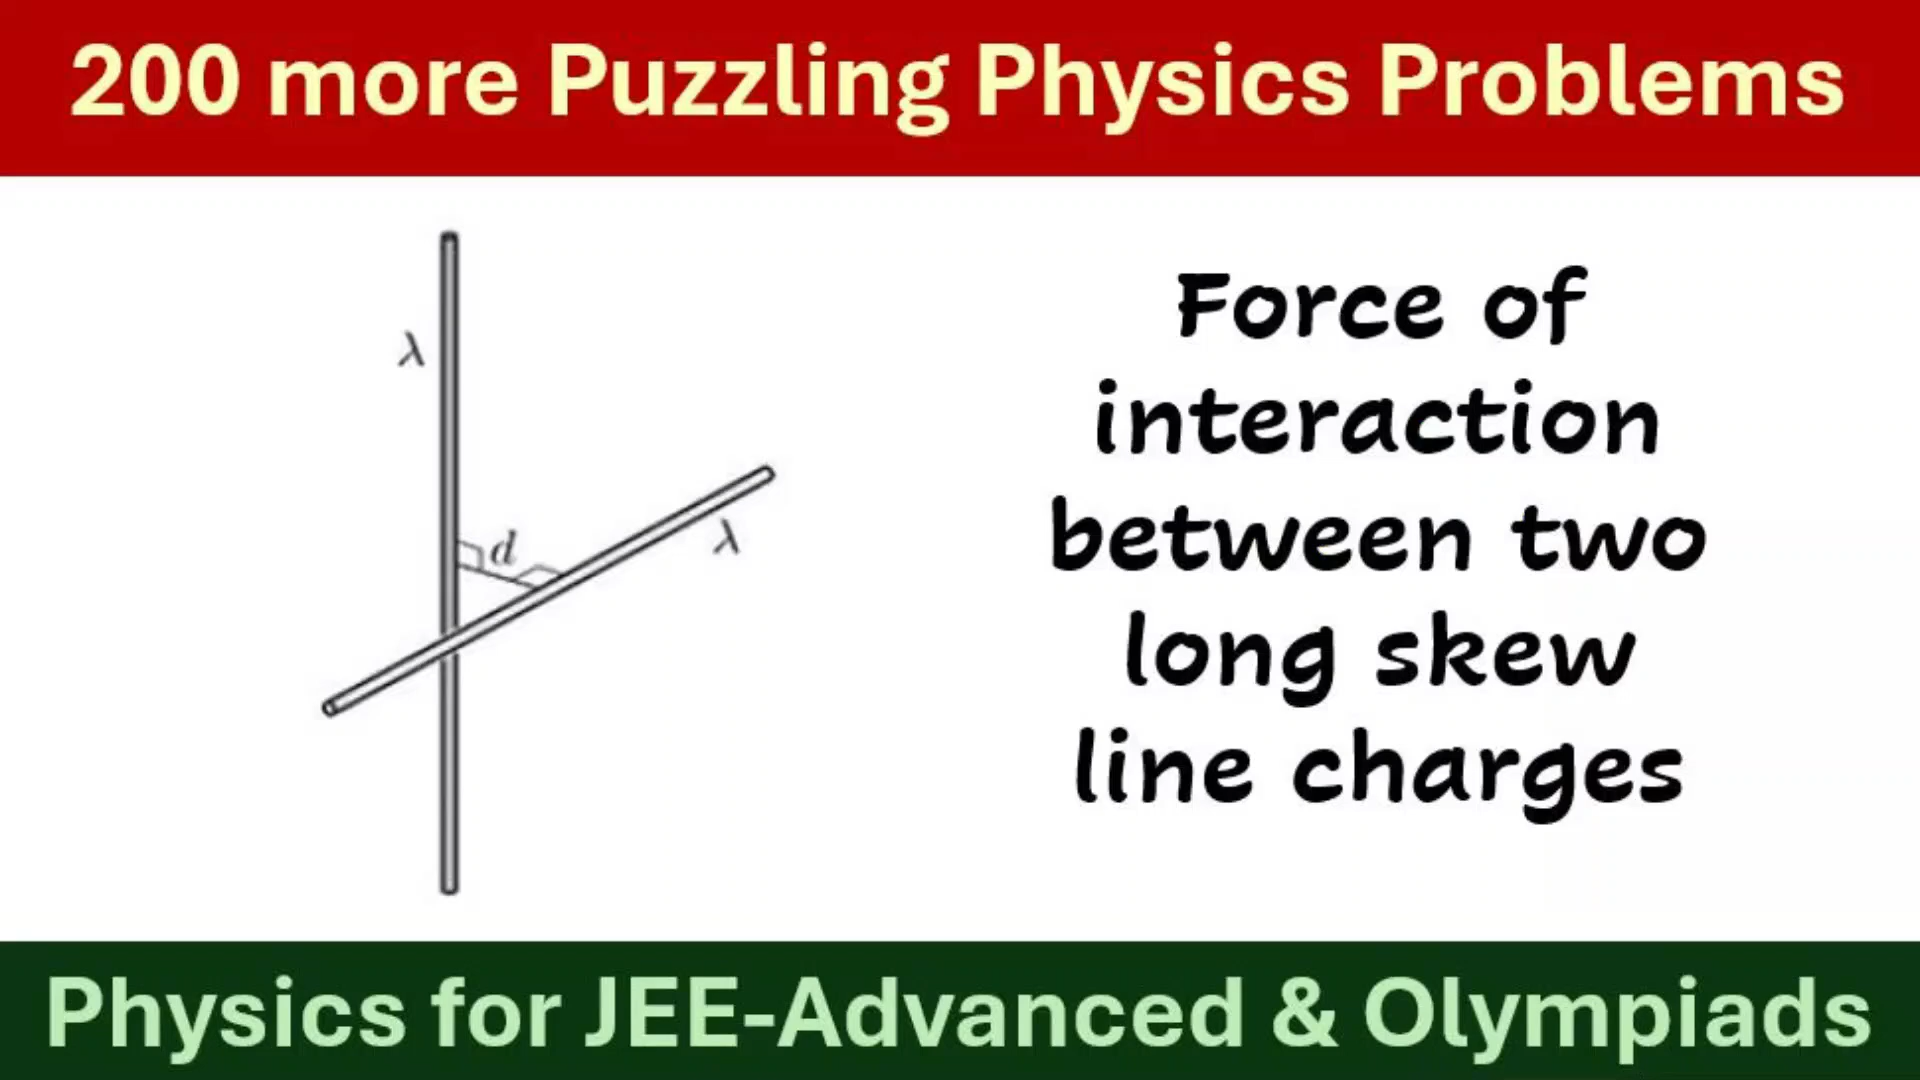 200 more Puzzling Physics Problems
λ
d
λ
Force of
interaction
between two
long skew
line charges
Physics for JEE-Advanced & Olympiads